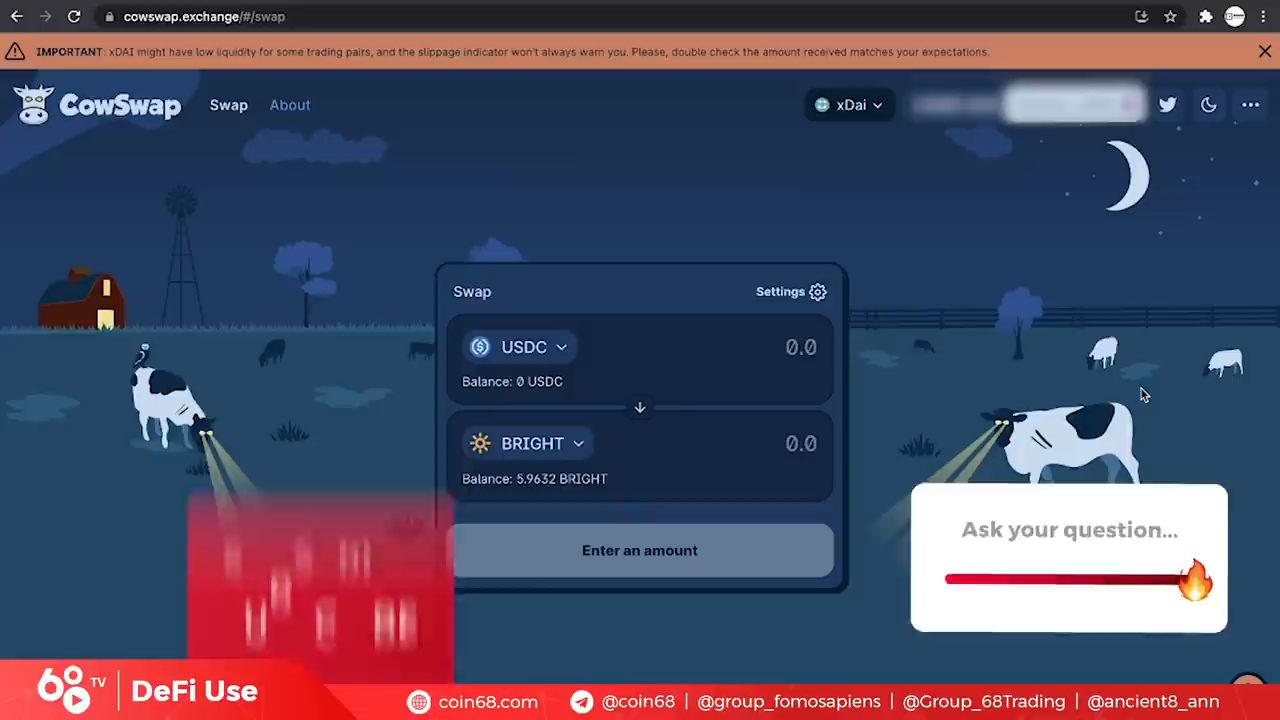 cowswap.exchange/#/swap
IMPORTANT: xDAI might have low liquidity for some trading pairs, and the slippage indicator won't always warn you. Please, double check the amount received matches your expectations.
CowSwap
Swap
About
xDai
Swap
Settings
USDC
0.0
Balance: 0 USDC
BRIGHT
0.0
Balance: 5.9632 BRIGHT
Enter an amount
Ask your question...
68 TV
DeFi Use
coin68.com
@coin68 | @group_fomosapiens | @Group_68Trading | @ancient8_ann